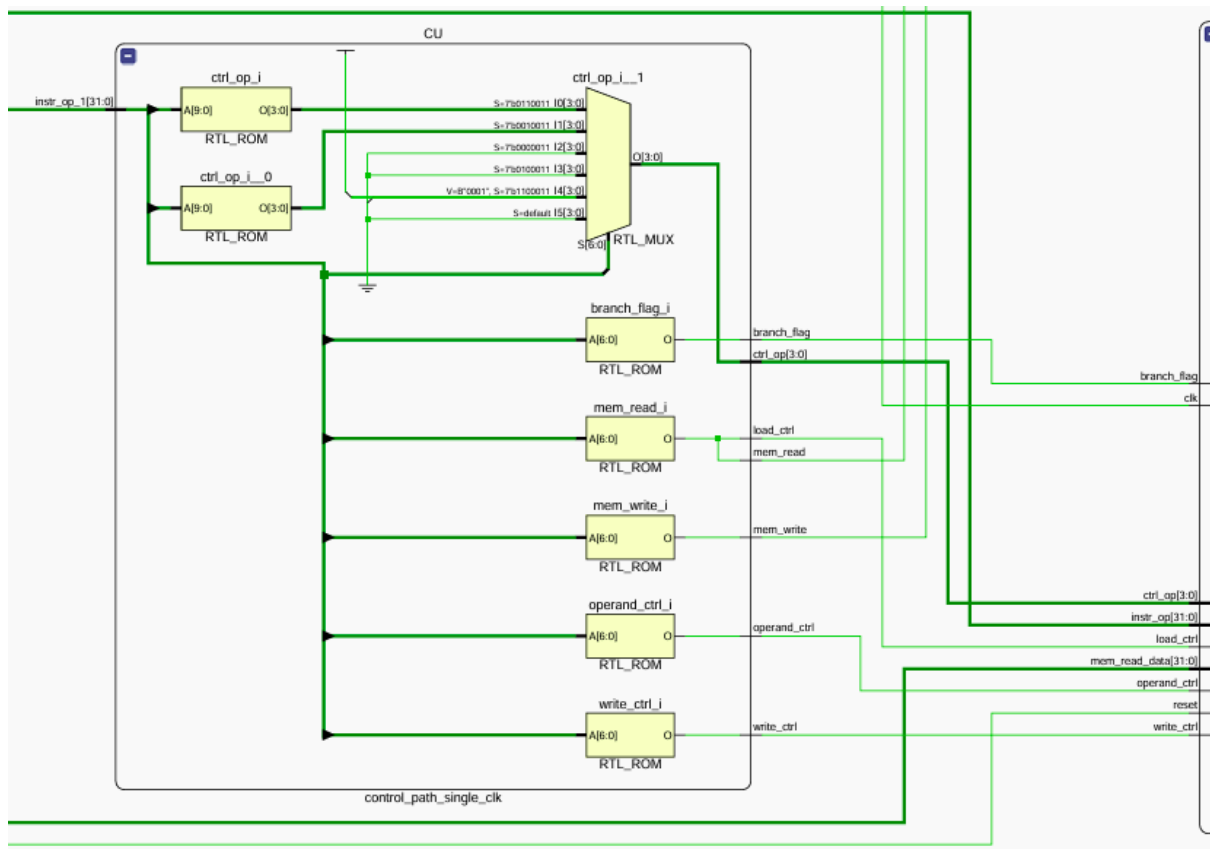 CU
ctrl_op_i
ctrl_op_i__1
instr_op_1[31:0]
A[9:0] O[3:0]
RTL_ROM
S=7'b0110011 I0[3:0]
S=7'b0010011 I1[3:0]
S=7'b0000011 I2[3:0]
S=7'b0100011 I3[3:0]
V=B"0001", S=7'b1100011 I4[3:0]
S=default I5[3:0]
O[3:0]
S[6:0]
RTL_MUX
ctrl_op_i__0
A[9:0] O[3:0]
RTL_ROM
branch_flag_i
A[6:0] O
RTL_ROM
branch_flag
ctrl_op[3:0]
mem_read_i
A[6:0] O
RTL_ROM
load_ctrl
mem_read
mem_write_i
A[6:0] O
RTL_ROM
mem_write
operand_ctrl_i
A[6:0] O
RTL_ROM
operand_ctrl
write_ctrl_i
A[6:0] O
RTL_ROM
write_ctrl
control_path_single_clk
branch_flag
clk
ctrl_op[3:0]
instr_op[31:0]
load_ctrl
mem_read_data[31:0]
operand_ctrl
reset
write_ctrl